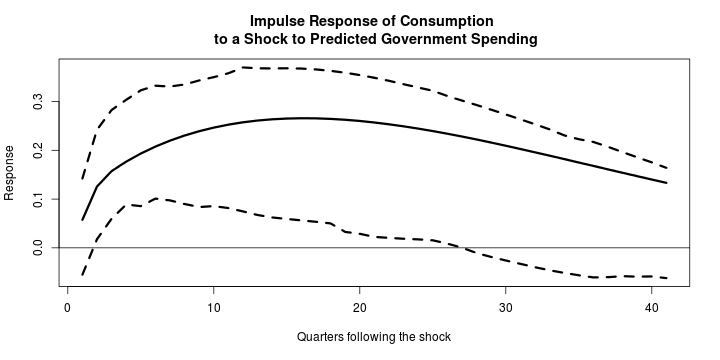 Impulse Response of Consumption
to a Shock to Predicted Government Spending
Response
0.3
0.2
0.1
0.0
0 10 20 30 40
Quarters following the shock